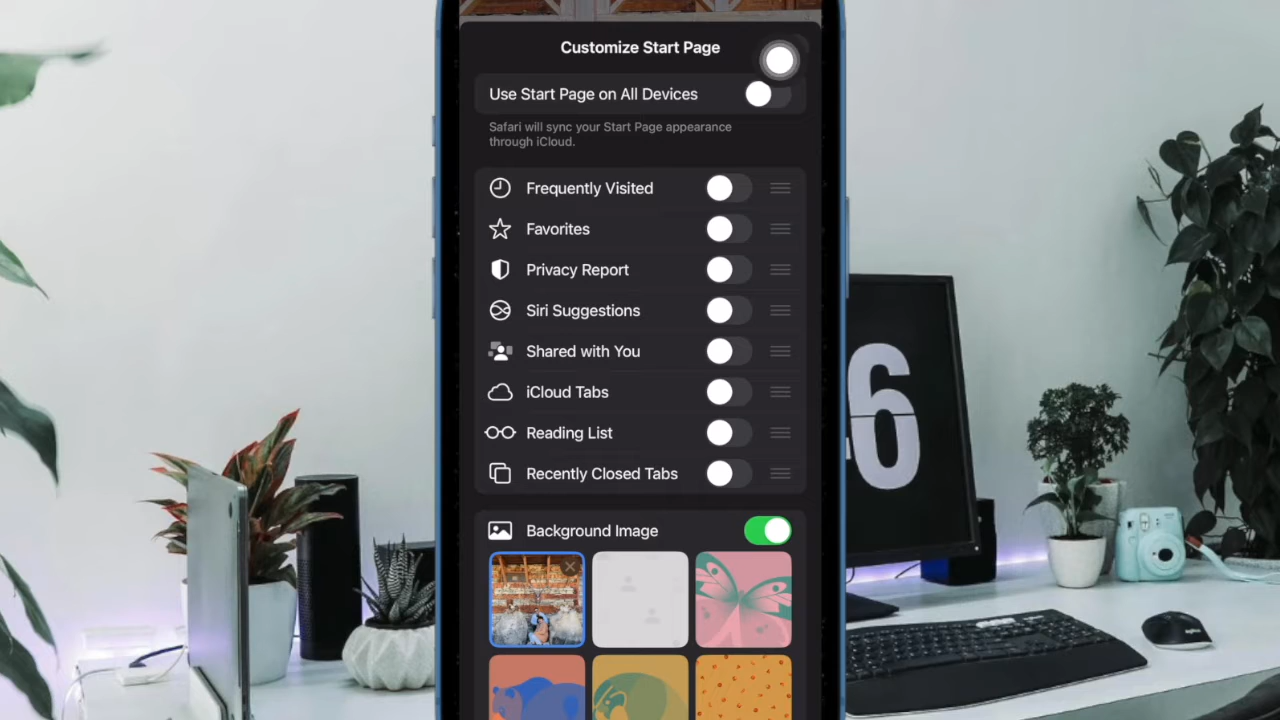 Customize Start Page
Use Start Page on All Devices
Safari will sync your Start Page appearance
through iCloud.
Frequently Visited
Favorites
Privacy Report
Siri Suggestions
Shared with You
iCloud Tabs
Reading List
Recently Closed Tabs
Background Image
6